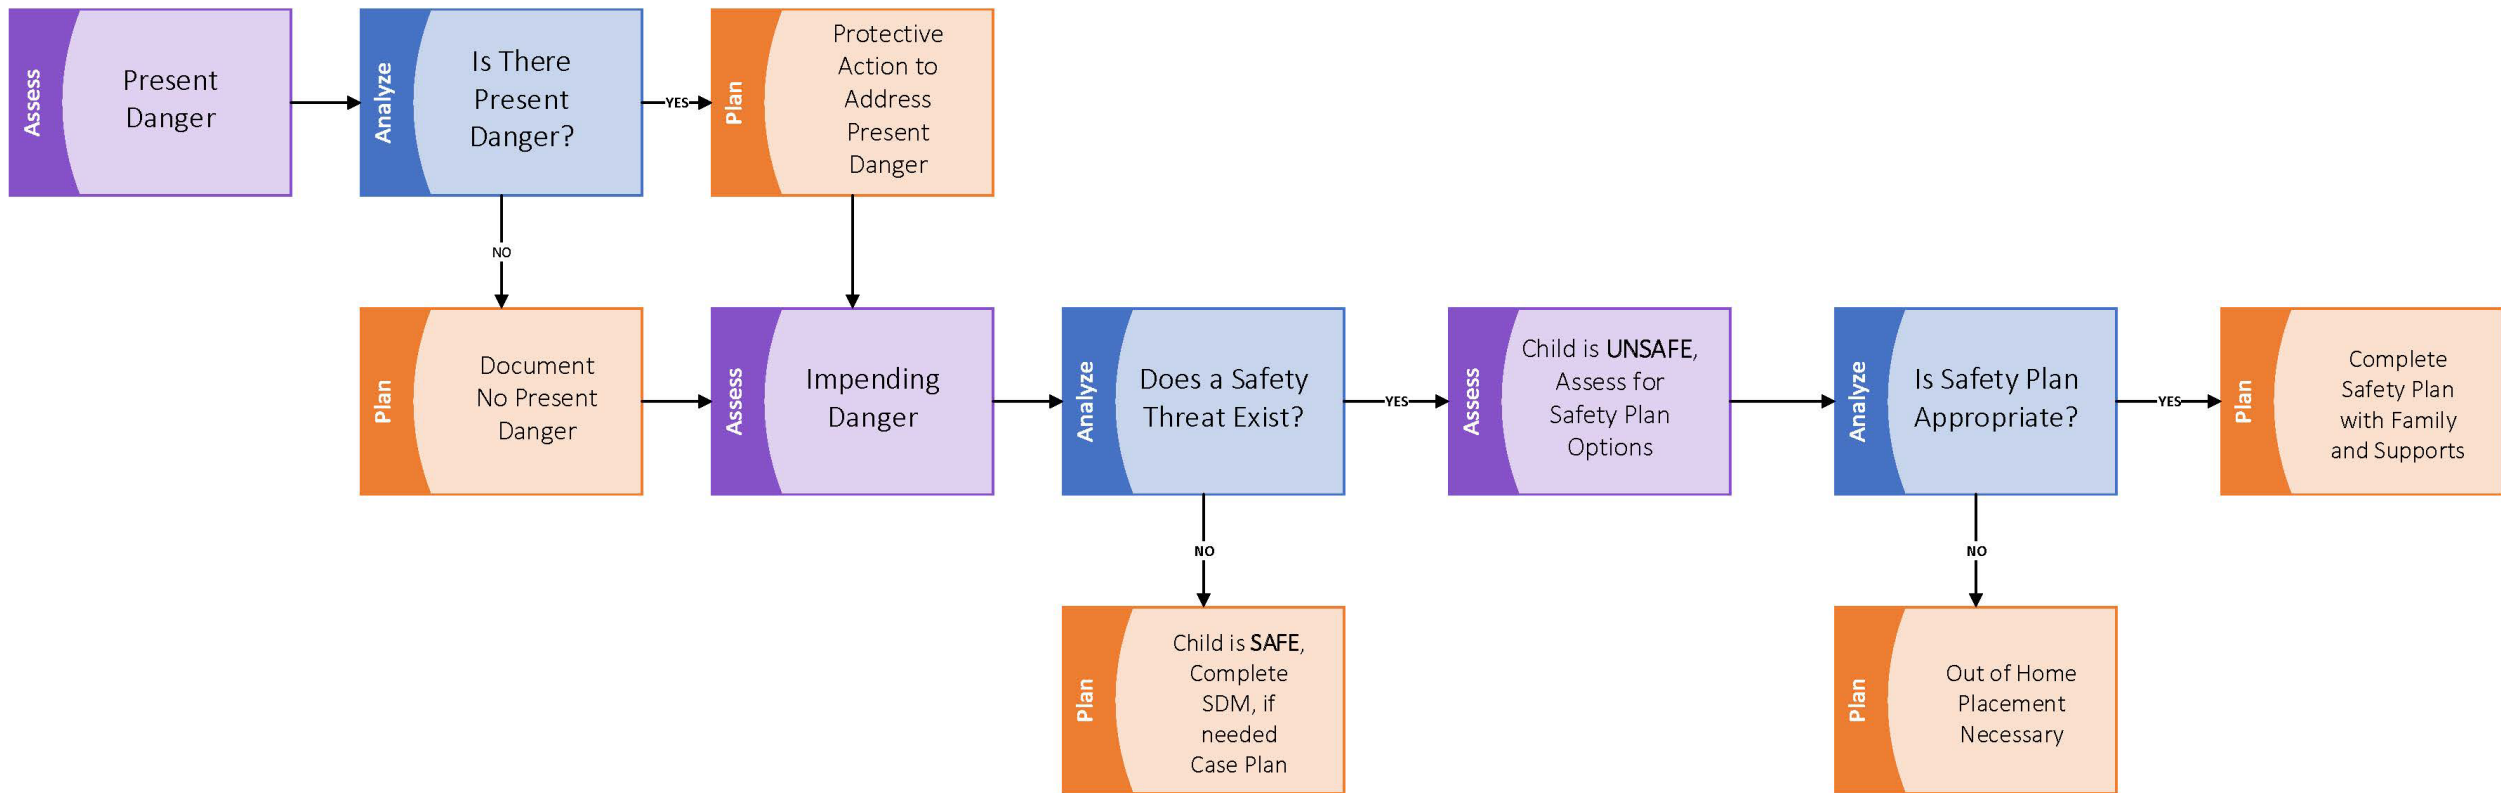 Assess
Present
Danger
Analyze
Is There
Present
Danger?
YES
Plan
Protective
Action to
Address
Present
Danger
NO
Plan
Document
No Present
Danger
Assess
Impending
Danger
Analyze
Does a Safety
Threat Exist?
YES
Assess
Child is UNSAFE,
Assess for
Safety Plan
Options
Analyze
Is Safety Plan
Appropriate?
YES
Plan
Complete
Safety Plan
with Family
and Supports
NO
Plan
Child is SAFE,
Complete
SDM, if
needed
Case Plan
NO
Plan
Out of Home
Placement
Necessary